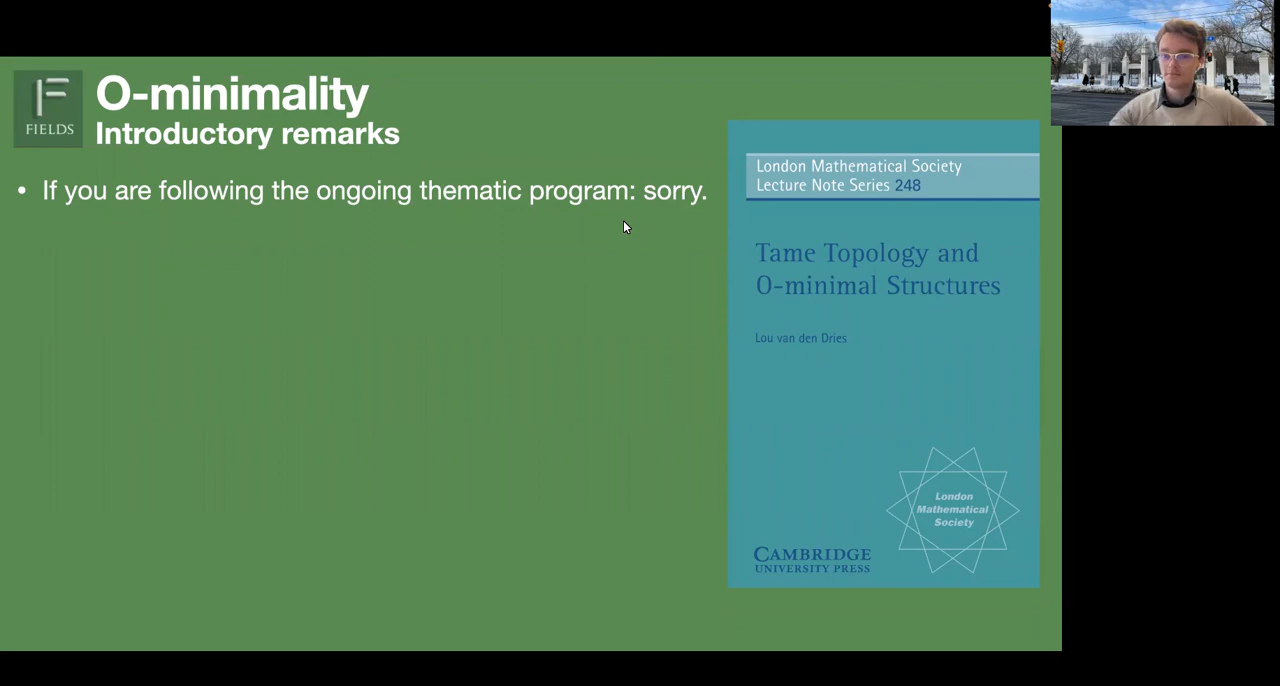 O-minimality
FIELDS
Introductory remarks
• If you are following the ongoing thematic program: sorry.
London Mathematical Society
Lecture Note Series 248
Tame Topology and
O-minimal Structures
Lou van den Dries
London
Mathematical
Society
CAMBRIDGE
UNIVERSITY PRESS